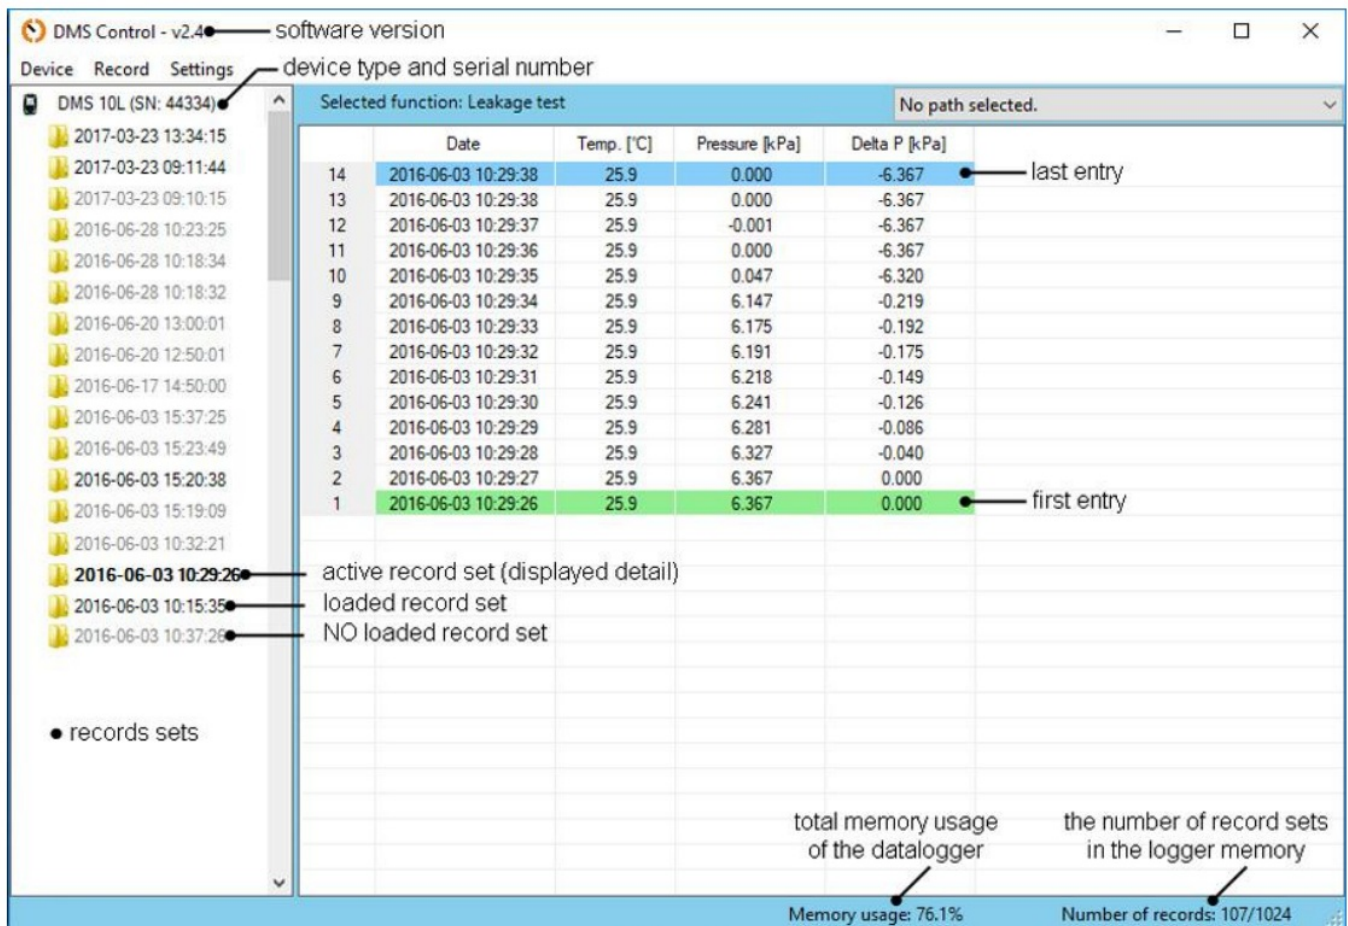 DMS Control - v2.4 software version
Device Record Settings device type and serial number
DMS 10L (SN: 44334) Selected function: Leakage test No path selected.
2017-03-23 13:34:15
2017-03-23 09:11:44
2017-03-23 09:10:15
2016-06-28 10:23:25
2016-06-28 10:18:34
2016-06-28 10:18:32
2016-06-20 13:00:01
2016-06-20 12:50:01
2016-06-17 14:50:00
2016-06-03 15:37:25
2016-06-03 15:23:49
2016-06-03 15:20:38
2016-06-03 15:19:09
2016-06-03 10:32:21
2016-06-03 10:29:26 active record set (displayed detail)
2016-06-03 10:15:35 loaded record set
2016-06-03 10:37:26 NO loaded record set
records sets
Date Temp. [°C] Pressure [kPa] Delta P [kPa]
14 2016-06-03 10:29:38 25.9 0.000 -6.367 last entry
13 2016-06-03 10:29:38 25.9 0.000 -6.367
12 2016-06-03 10:29:37 25.9 -0.001 -6.367
11 2016-06-03 10:29:36 25.9 0.000 -6.367
10 2016-06-03 10:29:35 25.9 0.047 -6.320
9 2016-06-03 10:29:34 25.9 6.147 -0.219
8 2016-06-03 10:29:33 25.9 6.175 -0.192
7 2016-06-03 10:29:32 25.9 6.191 -0.175
6 2016-06-03 10:29:31 25.9 6.218 -0.149
5 2016-06-03 10:29:30 25.9 6.241 -0.126
4 2016-06-03 10:29:29 25.9 6.281 -0.086
3 2016-06-03 10:29:28 25.9 6.327 -0.040
2 2016-06-03 10:29:27 25.9 6.367 0.000
1 2016-06-03 10:29:26 25.9 6.367 0.000 first entry
total memory usage
of the datalogger
the number of record sets
in the logger memory
Memory usage: 76.1% Number of records: 107/1024